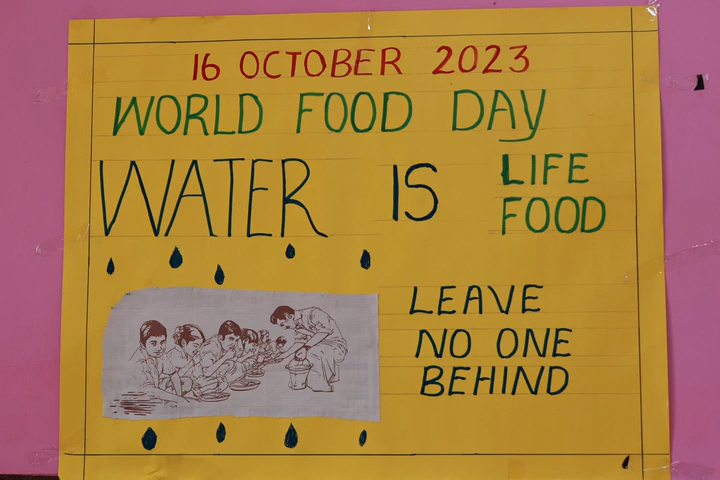 16 OCTOBER 2023
WORLD FOOD DAY
WATER IS LIFE
FOOD
LEAVE
NO ONE
BEHIND